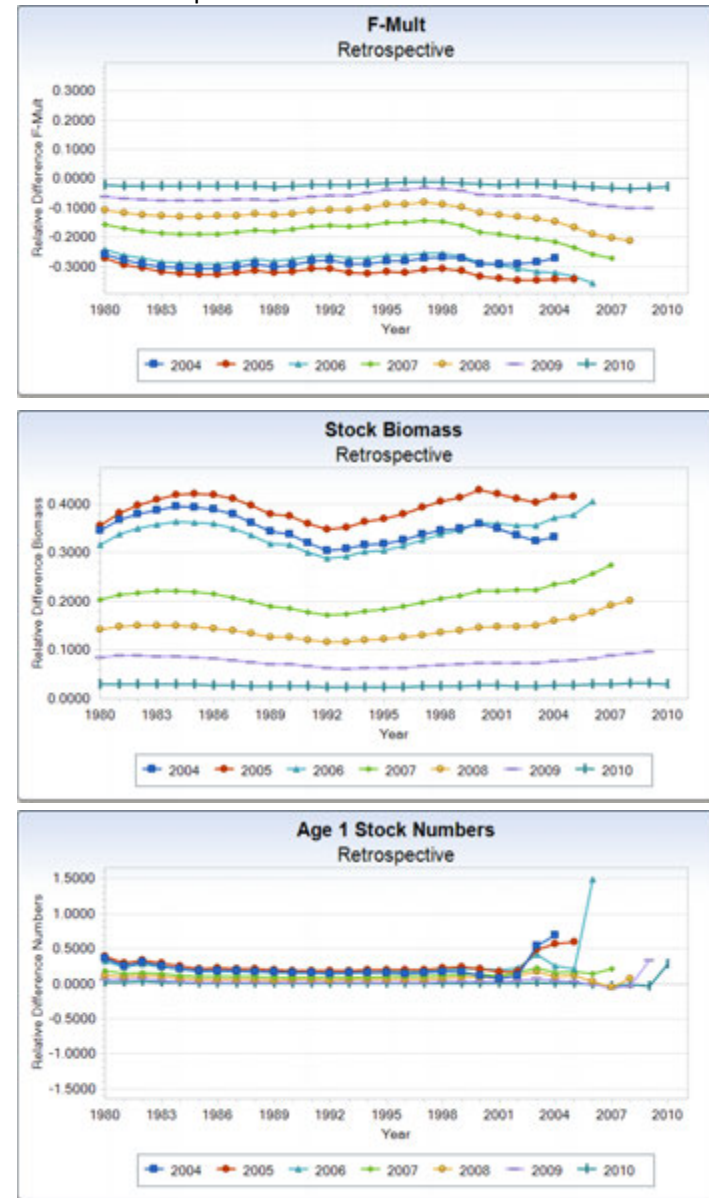 F-Mult
Retrospective
Relative Difference F-Mult
0.3000
0.2000
0.1000
0.0000
-0.1000
-0.2000
-0.3000
1980 1983 1986 1989 1992 1995 1998 2001 2004 2007 2010
Year
2004 2005 2006 2007 2008 2009 2010
Stock Biomass
Retrospective
Relative Difference Biomass
0.4000
0.3000
0.2000
0.1000
0.0000
1980 1983 1986 1989 1992 1995 1998 2001 2004 2007 2010
Year
2004 2005 2006 2007 2008 2009 2010
Age 1 Stock Numbers
Retrospective
Relative Difference Numbers
1.5000
1.0000
0.5000
0.0000
-0.5000
-1.0000
-1.5000
1980 1983 1986 1989 1992 1995 1998 2001 2004 2007 2010
Year
2004 2005 2006 2007 2008 2009 2010